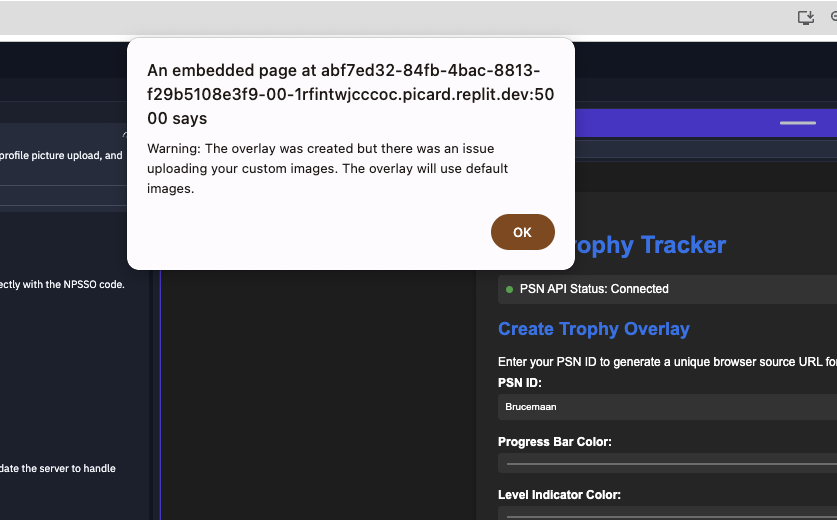 An embedded page at abf7ed32-84fb-4bac-8813-
f29b5108e3f9-00-1rfintwjcccoc.picard.replit.dev:50
00 says
Warning: The overlay was created but there was an issue
uploading your custom images. The overlay will use default
images.
OK
profile picture upload, and
ectly with the NPSSO code.
date the server to handle
ophy Tracker
PSN API Status: Connected
Create Trophy Overlay
Enter your PSN ID to generate a unique browser source URL for
PSN ID:
Brucemaan
Progress Bar Color:
Level Indicator Color: